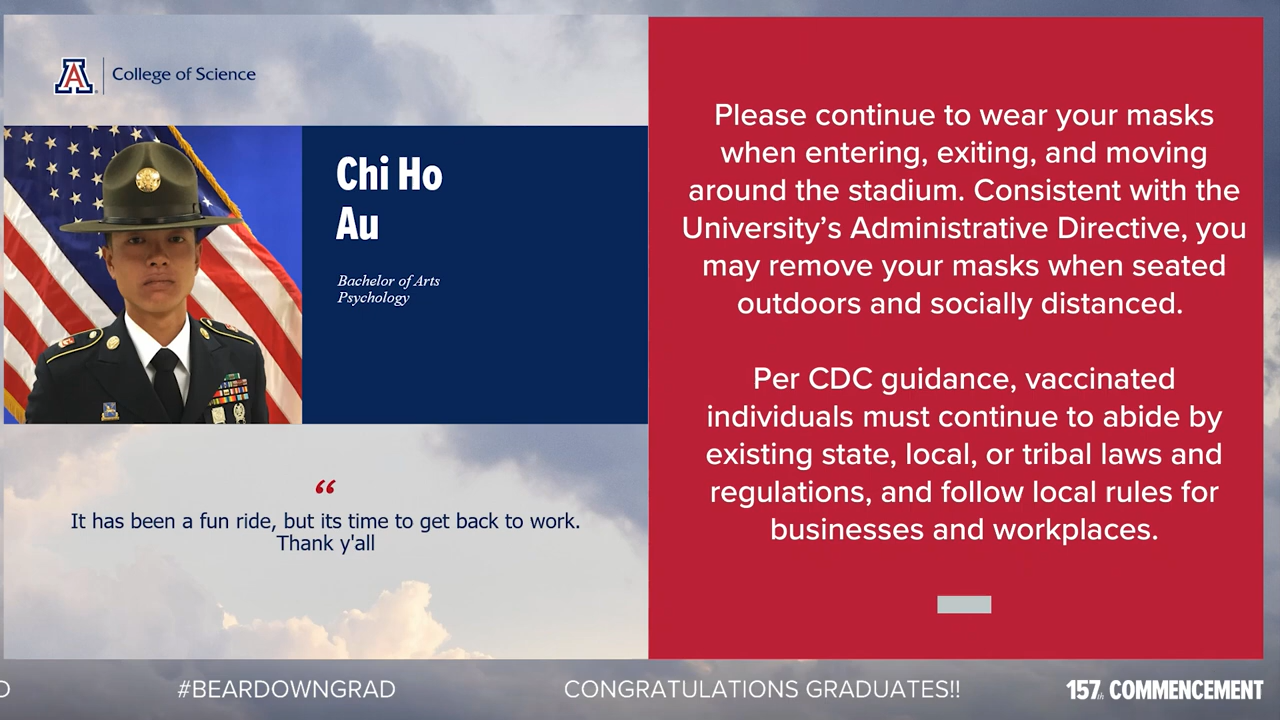 A
College of Science
Chi Ho
Au
Bachelor of Arts
Psychology
“
It has been a fun ride, but its time to get back to work.
Thank y'all
Please continue to wear your masks
when entering, exiting, and moving
around the stadium. Consistent with the
University’s Administrative Directive, you
may remove your masks when seated
outdoors and socially distanced.
Per CDC guidance, vaccinated
individuals must continue to abide by
existing state, local, or tribal laws and
regulations, and follow local rules for
businesses and workplaces.
#BEARDOWNGRAD
CONGRATULATIONS GRADUATES!!
157th COMMENCEMENT